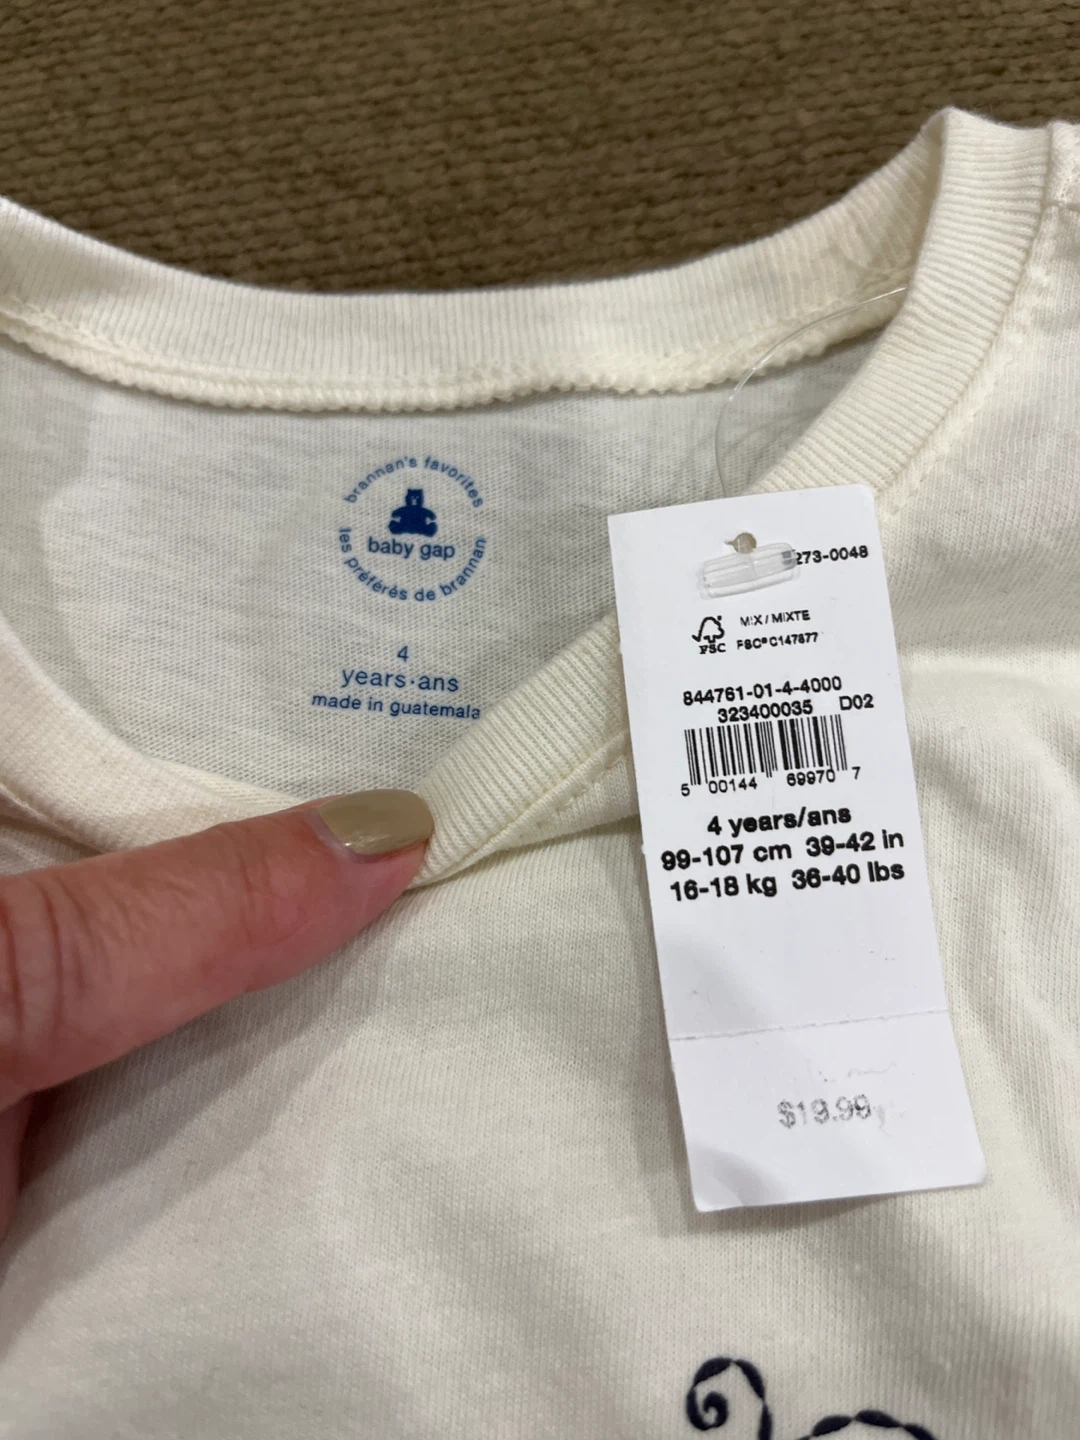 brannan's favorites
baby gap
les préférés de brannan
4
years·ans
made in guatemala
273-0048
MIX / MIXTE
FSC
FSC® C147877
844761-01-4-4000
323400035 D02
5 00144 69970 7
4 years/ans
99-107 cm 39-42 in
16-18 kg 36-40 lbs
$19.99